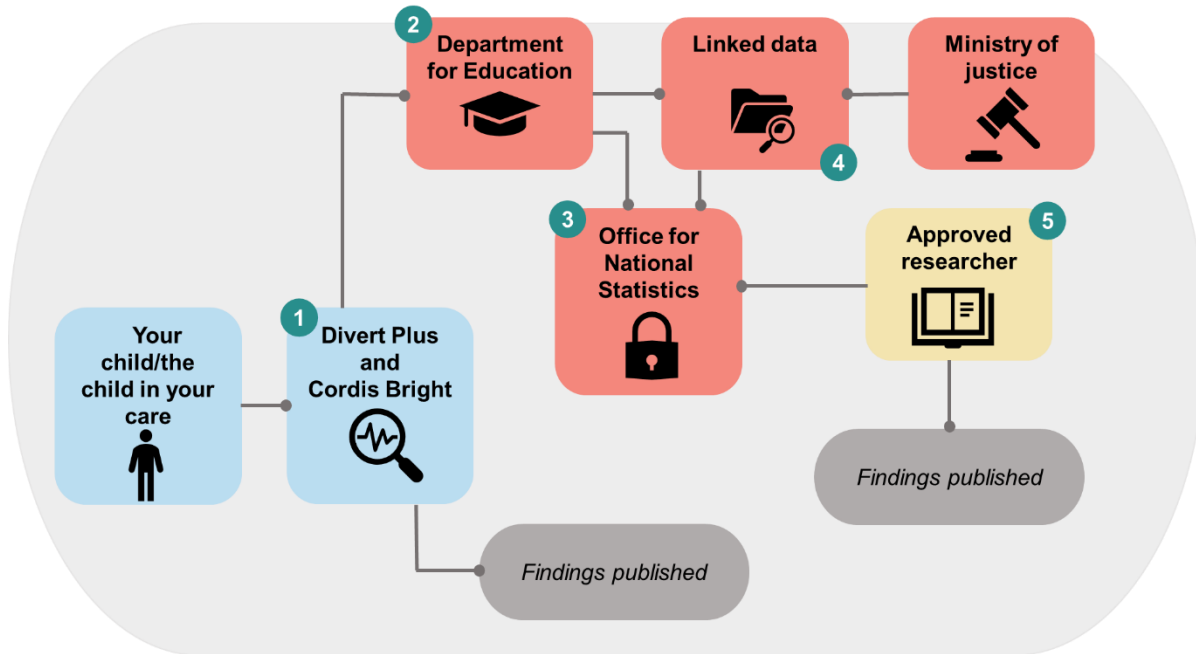 2
Department
for Education
Linked data
4
Ministry of
justice
3
Office for
National
Statistics
5
Approved
researcher
Your
child/the
child in your
care
1
Divert Plus
and
Cordis Bright
Findings published
Findings published